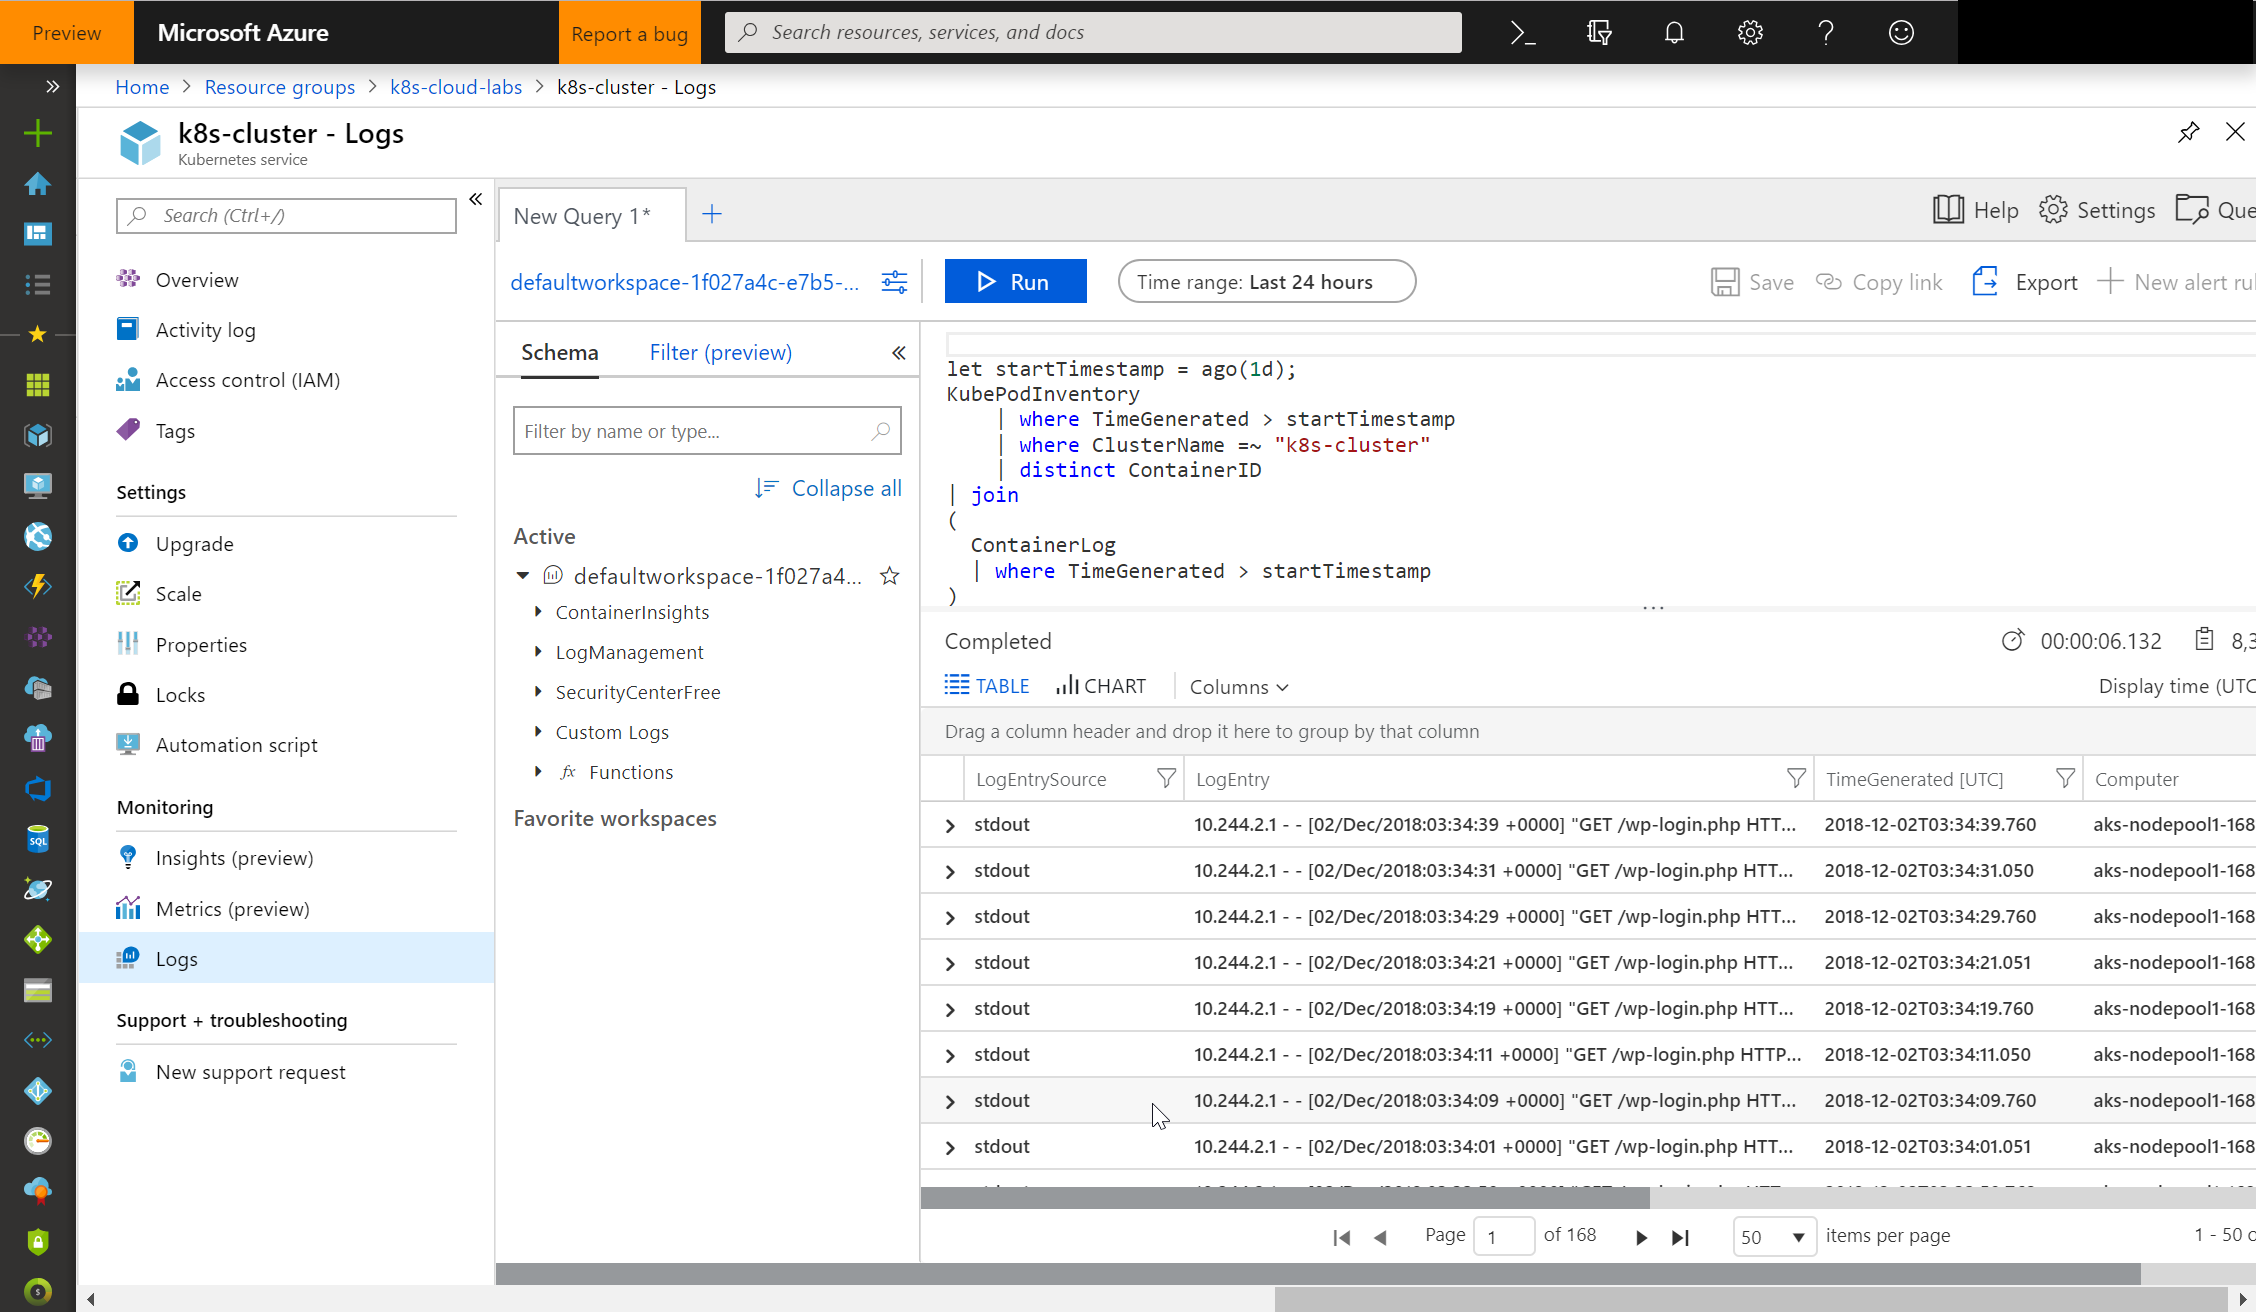 Preview
Microsoft Azure
Report a bug
Search resources, services, and docs
Home > Resource groups > k8s-cloud-labs > k8s-cluster - Logs
k8s-cluster - Logs
Kubernetes service
Search (Ctrl+/)
Overview
Activity log
Access control (IAM)
Tags
Settings
Upgrade
Scale
Properties
Locks
Automation script
Monitoring
Insights (preview)
Metrics (preview)
Logs
Support + troubleshooting
New support request
New Query 1*
Help
Settings
Que
defaultworkspace-1f027a4c-e7b5-...
Run
Time range: Last 24 hours
Save
Copy link
Export
New alert rul
Schema
Filter (preview)
Filter by name or type...
Collapse all
Active
defaultworkspace-1f027a4...
ContainerInsights
LogManagement
SecurityCenterFree
Custom Logs
fx Functions
Favorite workspaces
let startTimestamp = ago(1d);
KubePodInventory
| where TimeGenerated > startTimestamp
| where ClusterName =~ "k8s-cluster"
| distinct ContainerID
| join
(
ContainerLog
| where TimeGenerated > startTimestamp
)
Completed
00:00:06.132
8,3
TABLE
CHART
Columns
Display time (UTC
Drag a column header and drop it here to group by that column
LogEntrySource LogEntry TimeGenerated [UTC] Computer
stdout 10.244.2.1 - - [02/Dec/2018:03:34:39 +0000] "GET /wp-login.php HTT... 2018-12-02T03:34:39.760 aks-nodepool1-168
stdout 10.244.2.1 - - [02/Dec/2018:03:34:31 +0000] "GET /wp-login.php HTT... 2018-12-02T03:34:31.050 aks-nodepool1-168
stdout 10.244.2.1 - - [02/Dec/2018:03:34:29 +0000] "GET /wp-login.php HTT... 2018-12-02T03:34:29.760 aks-nodepool1-168
stdout 10.244.2.1 - - [02/Dec/2018:03:34:21 +0000] "GET /wp-login.php HTT... 2018-12-02T03:34:21.051 aks-nodepool1-168
stdout 10.244.2.1 - - [02/Dec/2018:03:34:19 +0000] "GET /wp-login.php HTT... 2018-12-02T03:34:19.760 aks-nodepool1-168
stdout 10.244.2.1 - - [02/Dec/2018:03:34:11 +0000] "GET /wp-login.php HTTP... 2018-12-02T03:34:11.050 aks-nodepool1-168
stdout 10.244.2.1 - - [02/Dec/2018:03:34:09 +0000] "GET /wp-login.php HTT... 2018-12-02T03:34:09.760 aks-nodepool1-168
stdout 10.244.2.1 - - [02/Dec/2018:03:34:01 +0000] "GET /wp-login.php HTT... 2018-12-02T03:34:01.051 aks-nodepool1-168
Page 1 of 168
50 items per page
1 - 50 o
SQL